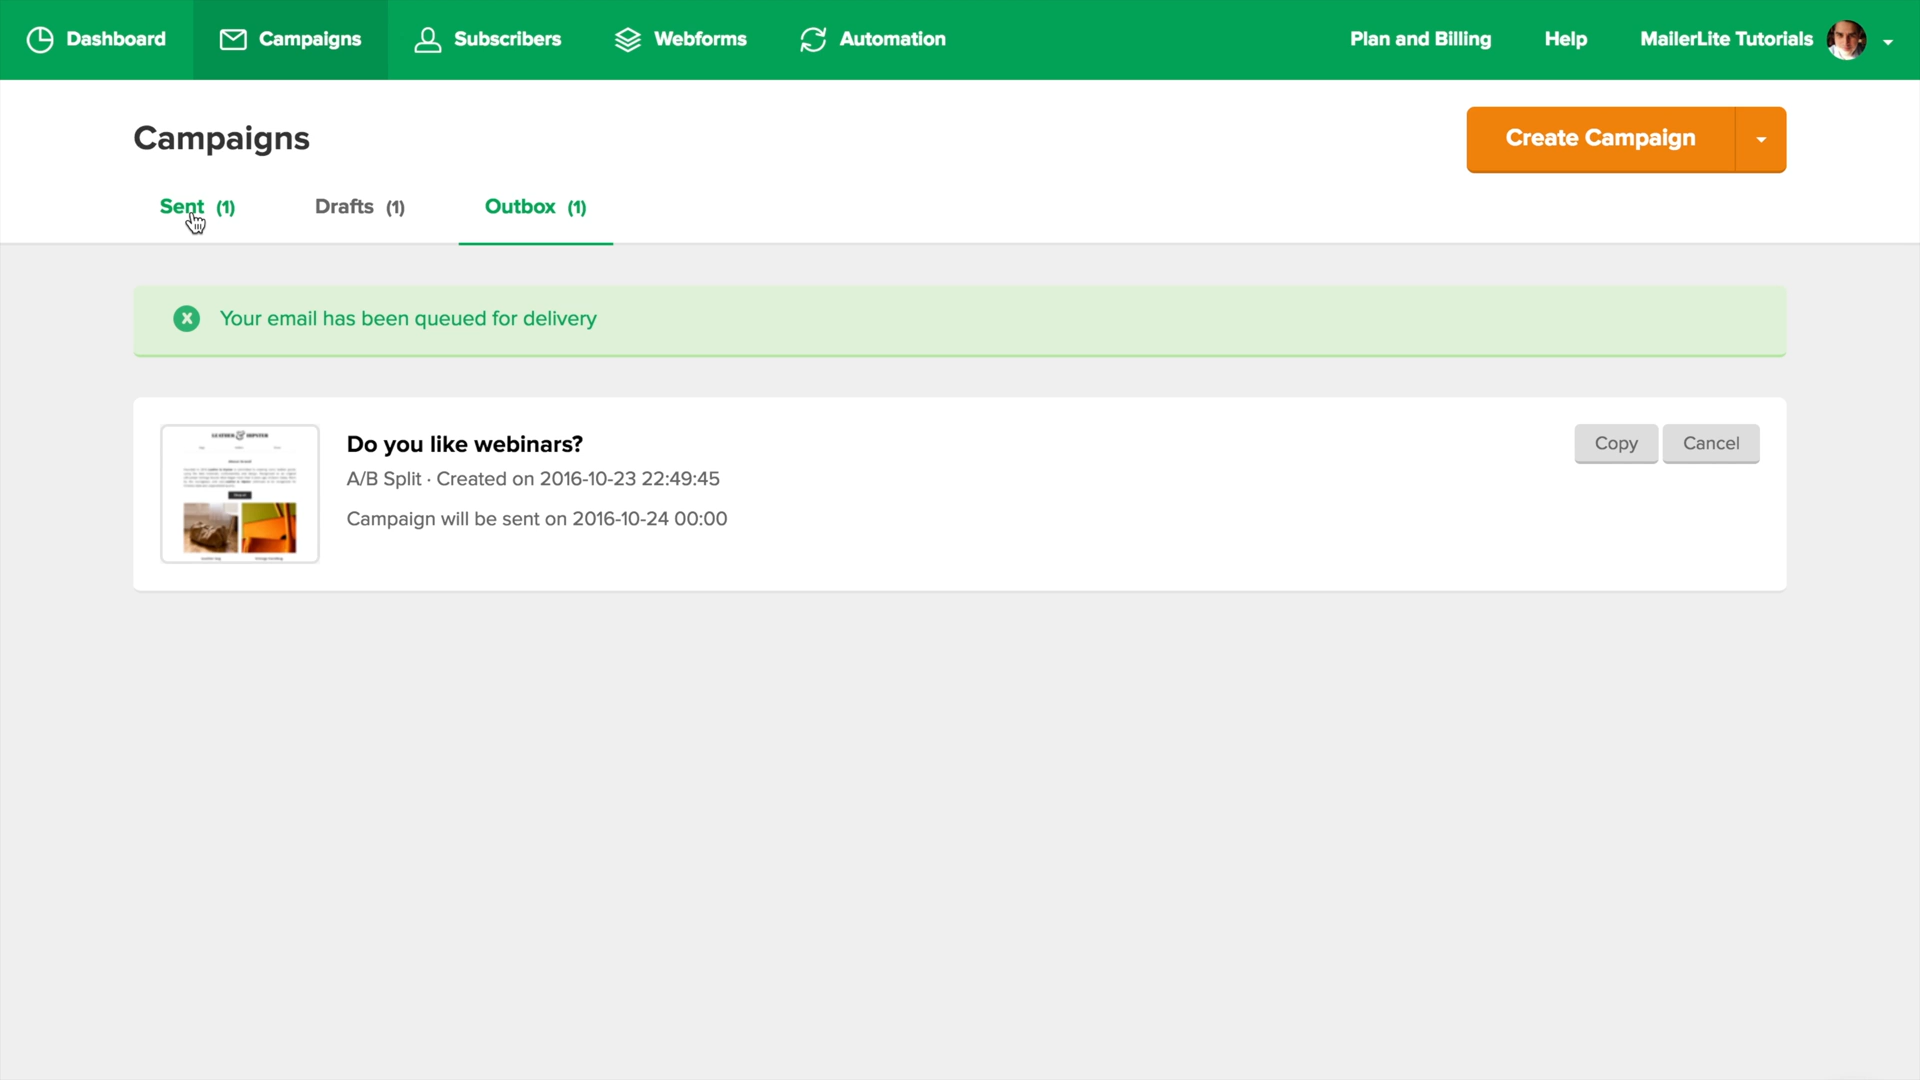 Dashboard
Campaigns
Subscribers
Webforms
Automation
Plan and Billing
Help
MailerLite Tutorials
Campaigns
Create Campaign
Sent (1)
Drafts (1)
Outbox (1)
Your email has been queued for delivery
Do you like webinars?
A/B Split · Created on 2016-10-23 22:49:45
Campaign will be sent on 2016-10-24 00:00
Copy
Cancel